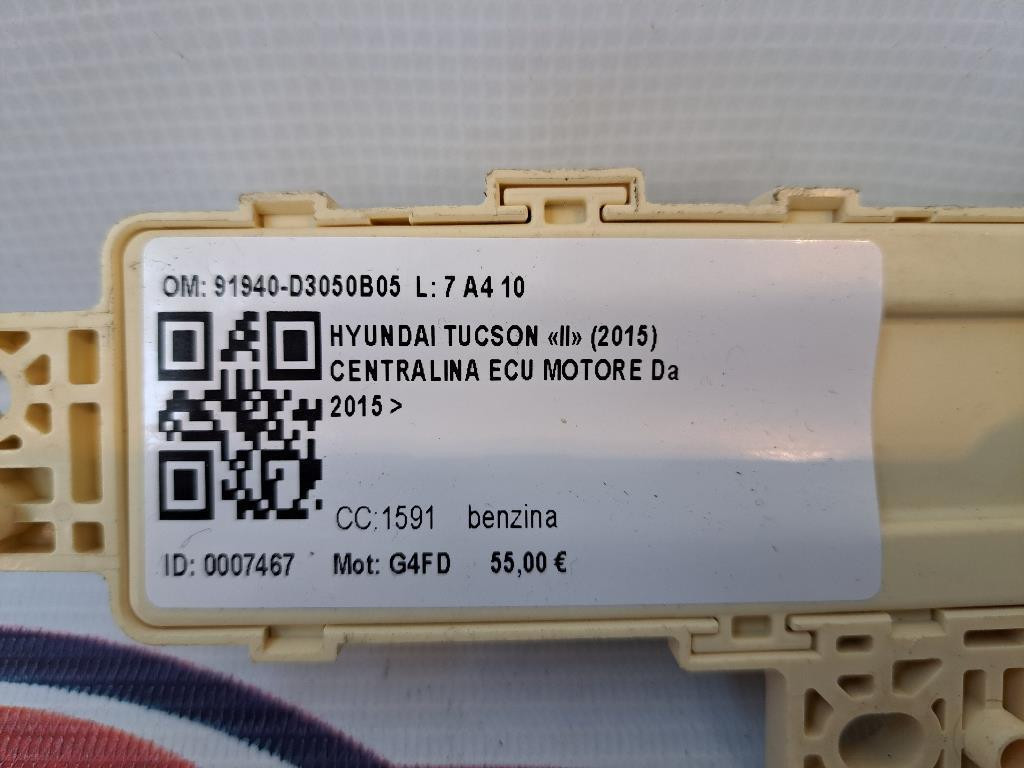 OM: 91940-D3050B05 L: 7 A4 10
HYUNDAI TUCSON «II» (2015)
CENTRALINA ECU MOTORE Da
2015 >
CC:1591 benzina
ID: 0007467 Mot: G4FD 55,00 €